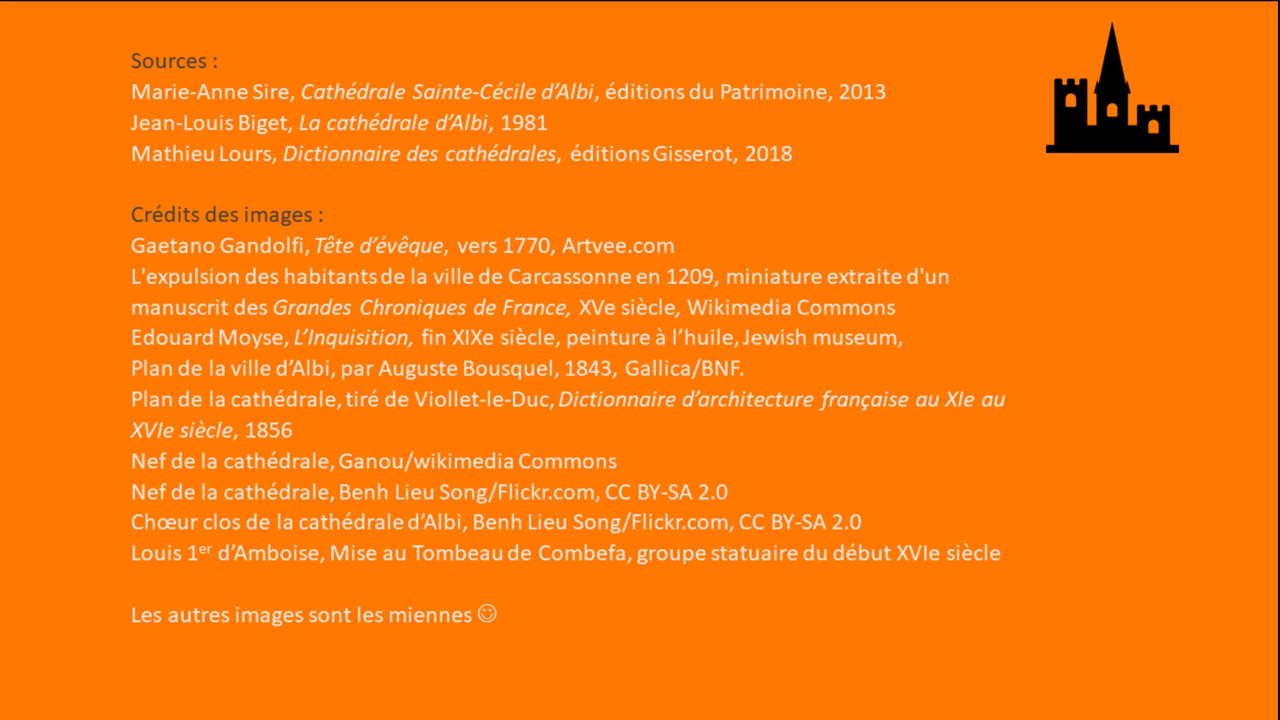 Sources :
Marie-Anne Sire, Cathédrale Sainte-Cécile d’Albi, éditions du Patrimoine, 2013
Jean-Louis Biget, La cathédrale d’Albi, 1981
Mathieu Lours, Dictionnaire des cathédrales, éditions Gisserot, 2018
Crédits des images :
Gaetano Gandolfi, Tête d’évêque, vers 1770, Artvee.com
L'expulsion des habitants de la ville de Carcassonne en 1209, miniature extraite d'un
manuscrit des Grandes Chroniques de France, XVe siècle, Wikimedia Commons
Edouard Moyse, L’Inquisition, fin XIXe siècle, peinture à l’huile, Jewish museum,
Plan de la ville d’Albi, par Auguste Bousquel, 1843, Gallica/BNF.
Plan de la cathédrale, tiré de Viollet-le-Duc, Dictionnaire d’architecture française au XIe au
XVIe siècle, 1856
Nef de la cathédrale, Ganou/wikimedia Commons
Nef de la cathédrale, Benh Lieu Song/Flickr.com, CC BY-SA 2.0
Chœur clos de la cathédrale d’Albi, Benh Lieu Song/Flickr.com, CC BY-SA 2.0
Louis 1er d’Amboise, Mise au Tombeau de Combefa, groupe statuaire du début XVIe siècle
Les autres images sont les miennes ☺